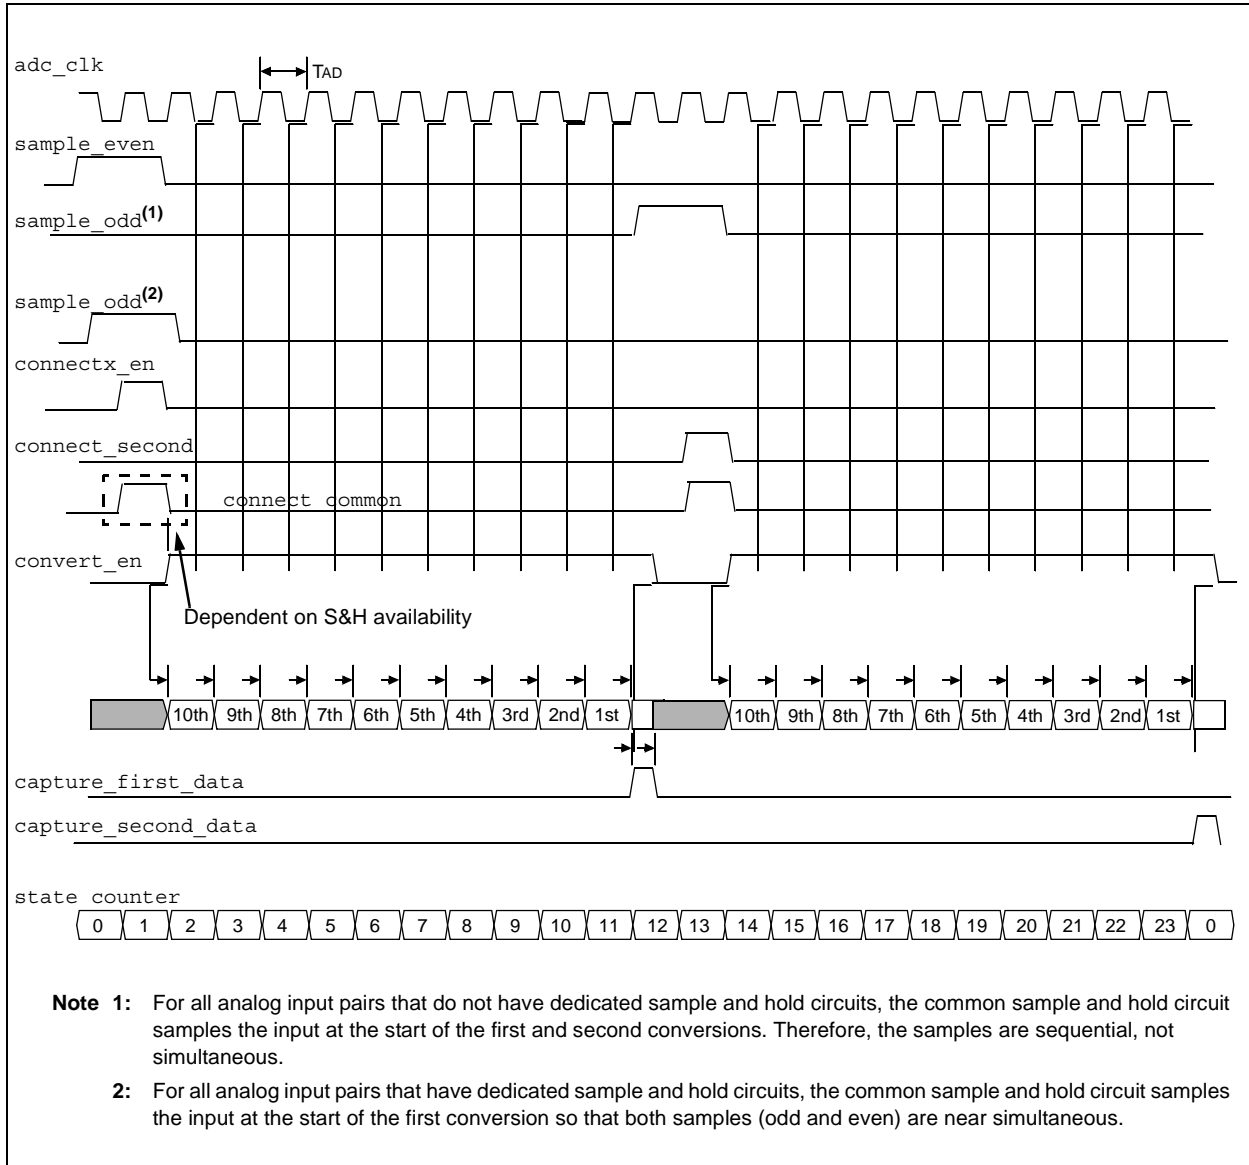 adc_clk
TAD
sample_even
sample_odd(1)
sample_odd(2)
connectx_en
connect_second
connect_common
convert_en
Dependent on S&H availability
10th 9th 8th 7th 6th 5th 4th 3rd 2nd 1st 10th 9th 8th 7th 6th 5th 4th 3rd 2nd 1st
capture_first_data
capture_second_data
state counter
0 1 2 3 4 5 6 7 8 9 10 11 12 13 14 15 16 17 18 19 20 21 22 23 0
Note 1: For all analog input pairs that do not have dedicated sample and hold circuits, the common sample and hold circuit
samples the input at the start of the first and second conversions. Therefore, the samples are sequential, not
simultaneous.
2: For all analog input pairs that have dedicated sample and hold circuits, the common sample and hold circuit samples
the input at the start of the first conversion so that both samples (odd and even) are near simultaneous.